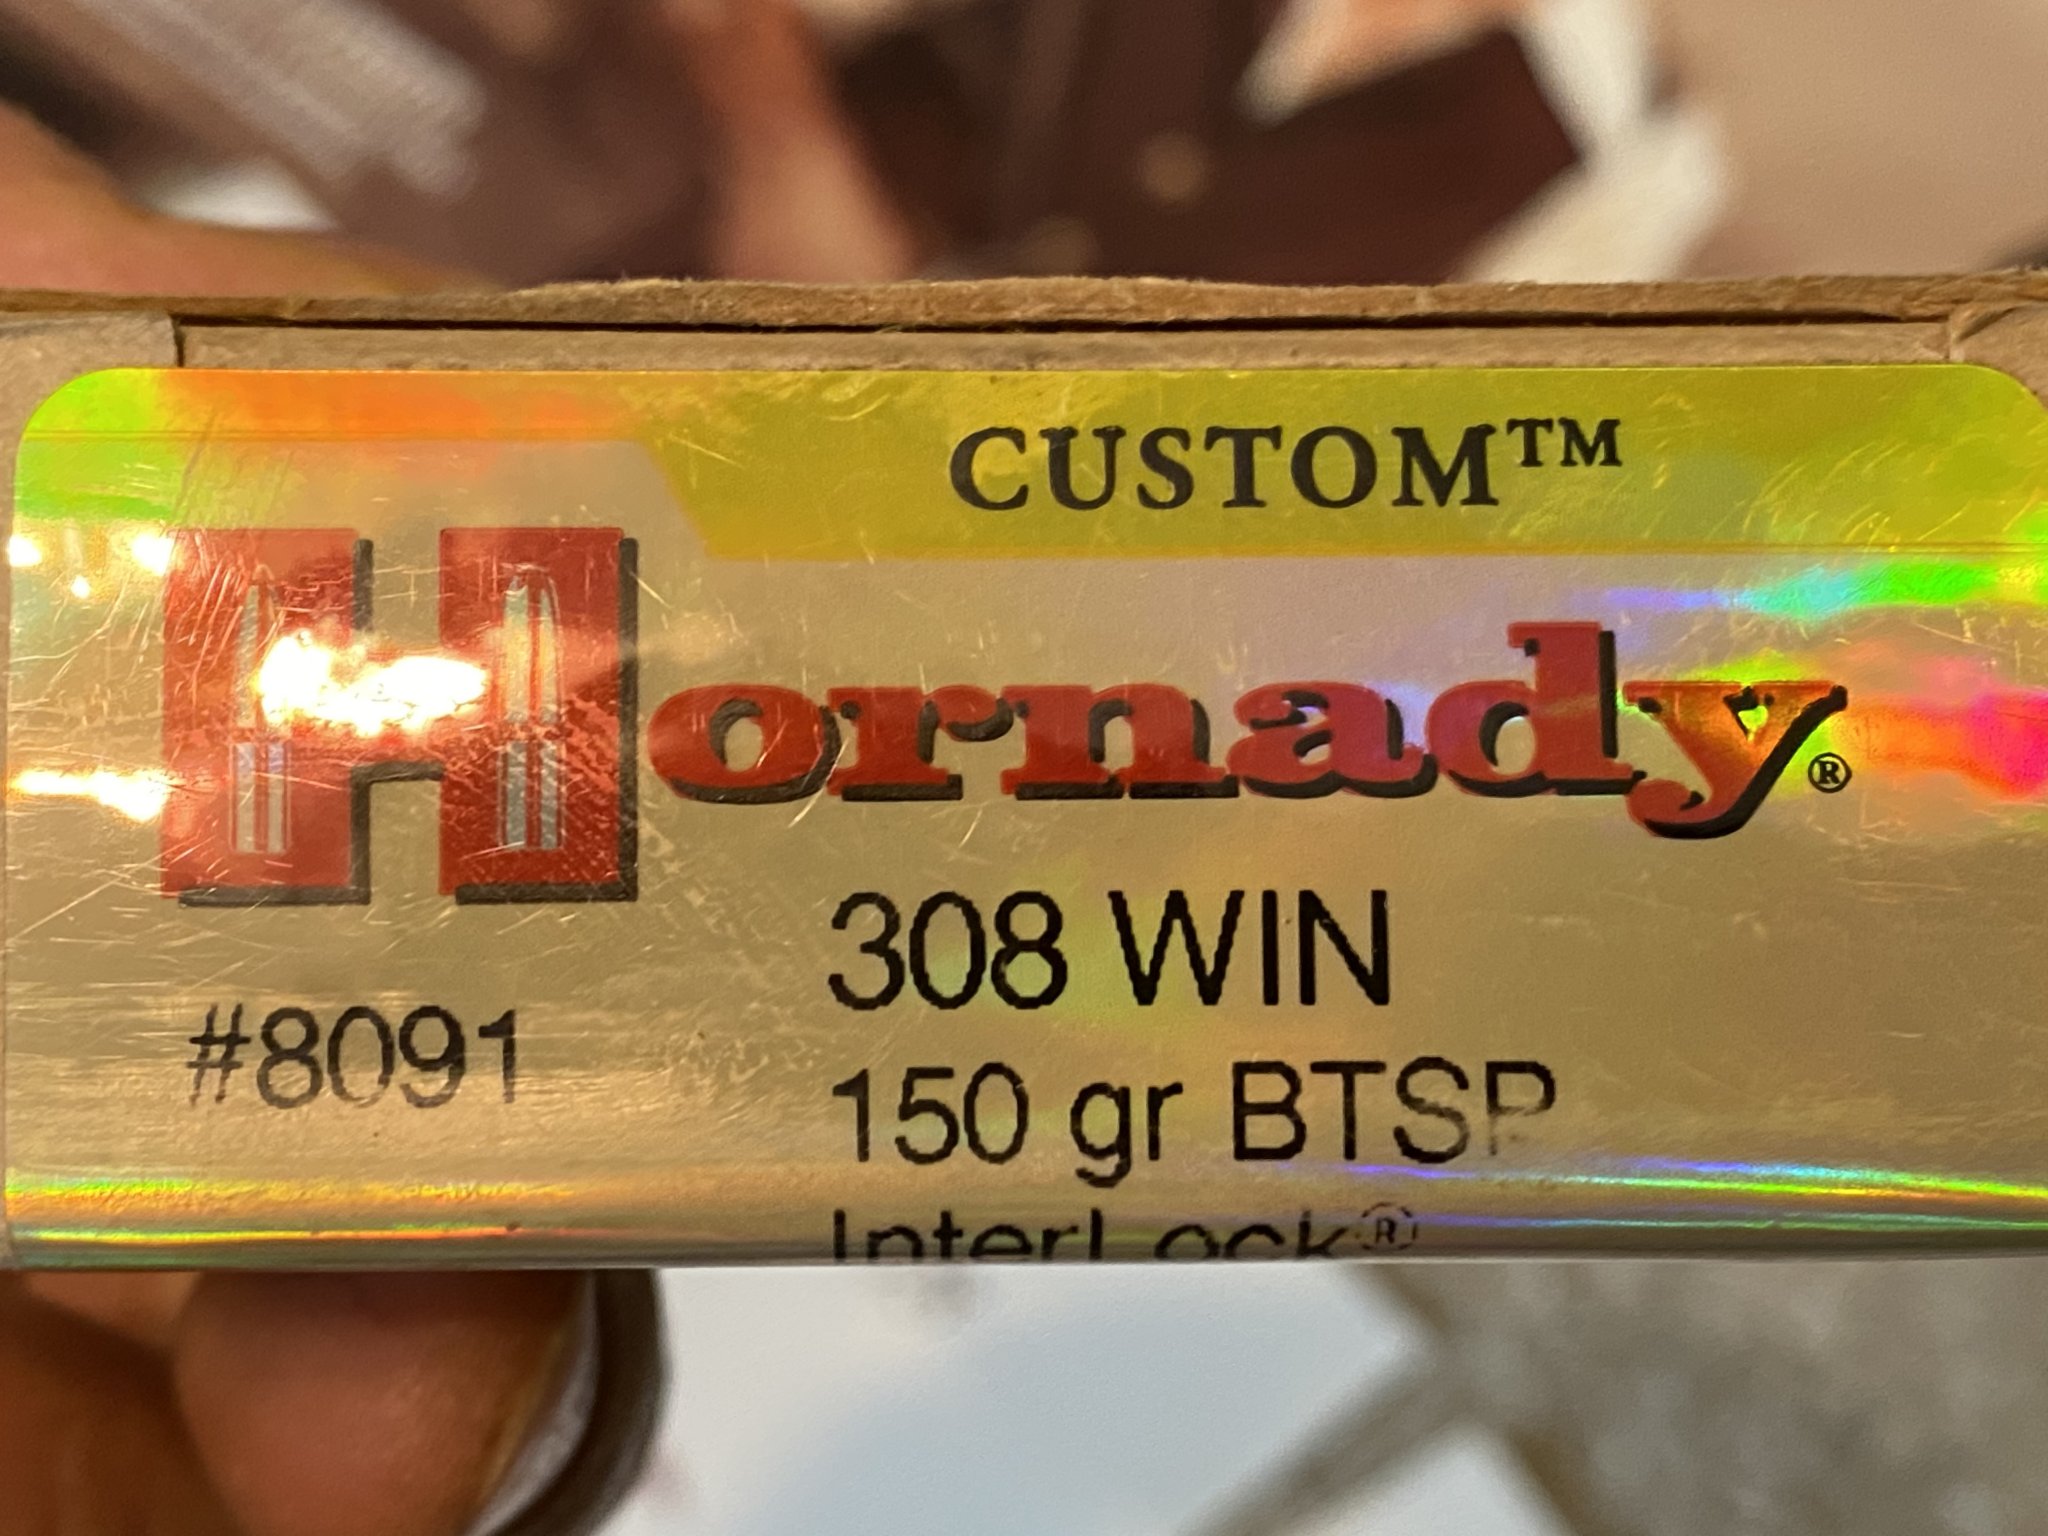 CUSTOM™
Hornady®
308 WIN
#8091
150 gr BTSP
InterLock®